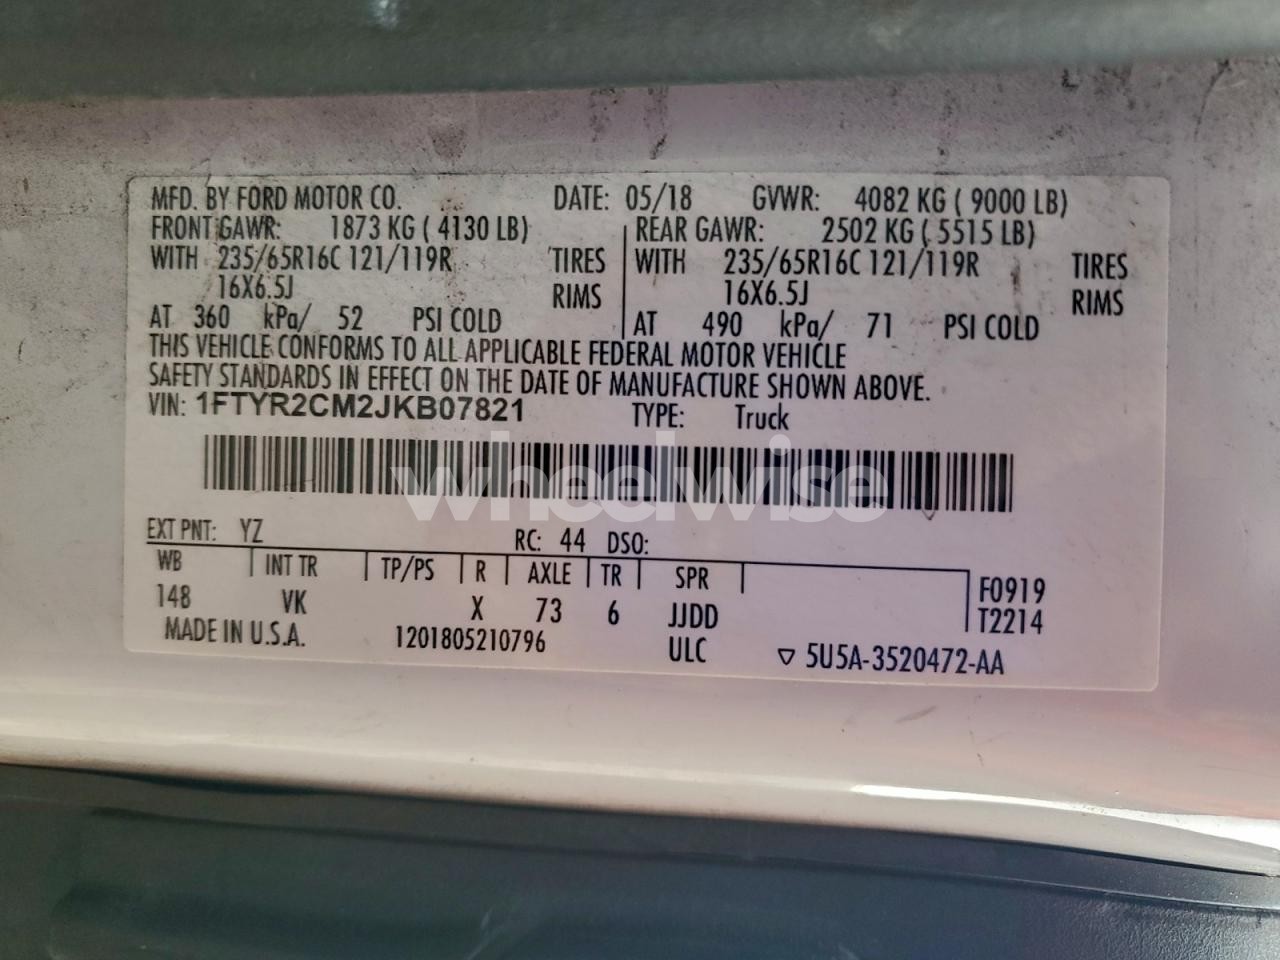 MFD. BY FORD MOTOR CO. DATE: 05/18 GVWR: 4082 KG ( 9000 LB)
FRONT GAWR: 1873 KG ( 4130 LB) REAR GAWR: 2502 KG ( 5515 LB)
WITH 235/65R16C 121/119R TIRES WITH 235/65R16C 121/119R TIRES
16X6.5J RIMS 16X6.5J RIMS
AT 360 kPa/ 52 PSI COLD AT 490 kPa/ 71 PSI COLD
THIS VEHICLE CONFORMS TO ALL APPLICABLE FEDERAL MOTOR VEHICLE
SAFETY STANDARDS IN EFFECT ON THE DATE OF MANUFACTURE SHOWN ABOVE.
VIN: 1FTYR2CM2JKB07821 TYPE: Truck
wheelwise
EXT PNT: YZ RC: 44 DSO:
WB INT TR TP/PS R AXLE TR SPR F0919
148 VK X 73 6 JJDD T2214
MADE IN U.S.A. 1201805210796 ULC ▽ 5U5A-3520472-AA